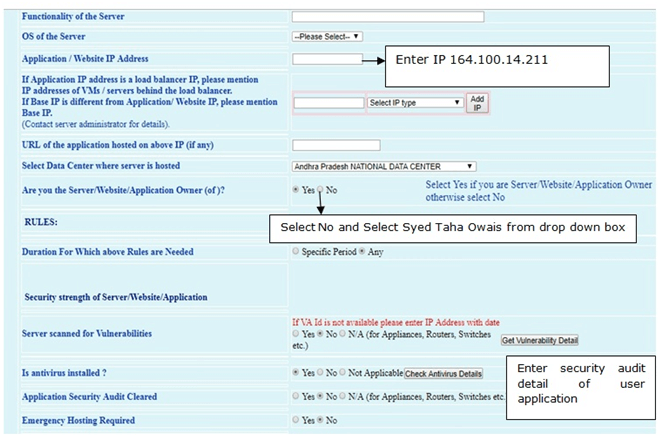 Functionality of the Server
OS of the Server
--Please Select--
Application / Website IP Address
Enter IP 164.100.14.211
If Application IP address is a load balancer IP, please mention
IP addresses of VMs / servers behind the load balancer.
If Base IP is different from Application/ Website IP, please mention
Base IP.
(Contact server administrator for details).
Select IP type
Add
IP
URL of the application hosted on above IP (if any)
Select Data Center where server is hosted
Andhra Pradesh NATIONAL DATA CENTER
Are you the Server/Website/Application Owner (of )?
Yes No
Select Yes if you are Server/Website/Application Owner
otherwise select No
RULES:
Select No and Select Syed Taha Owais from drop down box
Duration For Which above Rules are Needed
Specific Period Any
Security strength of Server/Website/Application
If VA Id is not available please enter IP Address with date
Server scanned for Vulnerabilities
Yes No N/A (for Appliances, Routers, Switches
etc.)
Get Vulnerability Detail
Is antivirus installed ?
Yes No Not Applicable Check Antivirus Details
Enter security audit
detail of user
application
Application Security Audit Cleared
Yes No N/A (for Appliances, Routers, Switches etc.
Emergency Hosting Required
Yes No